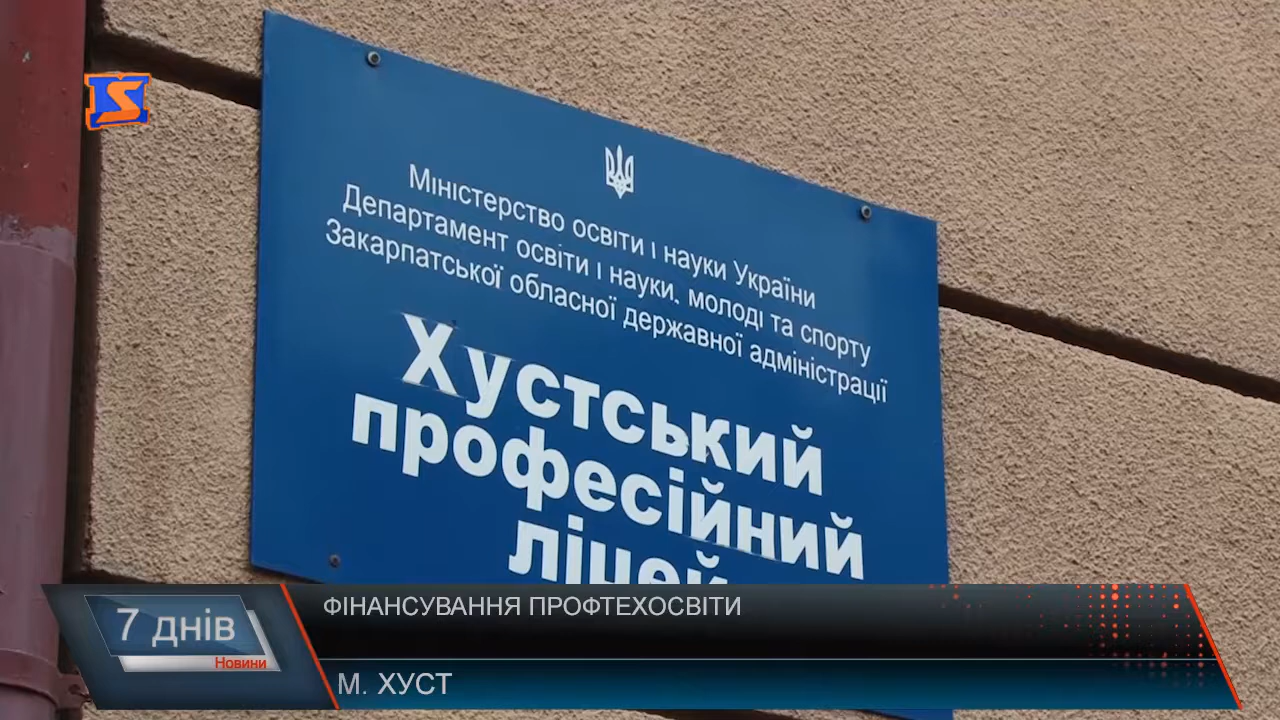 Міністерство освіти і науки України
Департамент освіти і науки, молоді та спорту
Закарпатської обласної державної адміністрації
Хустський
професійний
ліцей
7 днів
Новини
ФІНАНСУВАННЯ ПРОФТЕХОСВІТИ
М. ХУСТ